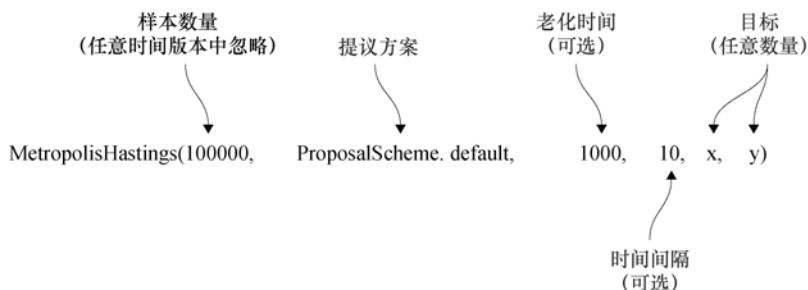 样本数量
（任意时间版本中忽略）
提议方案
老化时间
（可选）
目标
（任意数量）
MetropolisHastings(100000, ProposalScheme. default, 1000, 10, x, y)
时间间隔
（可选）